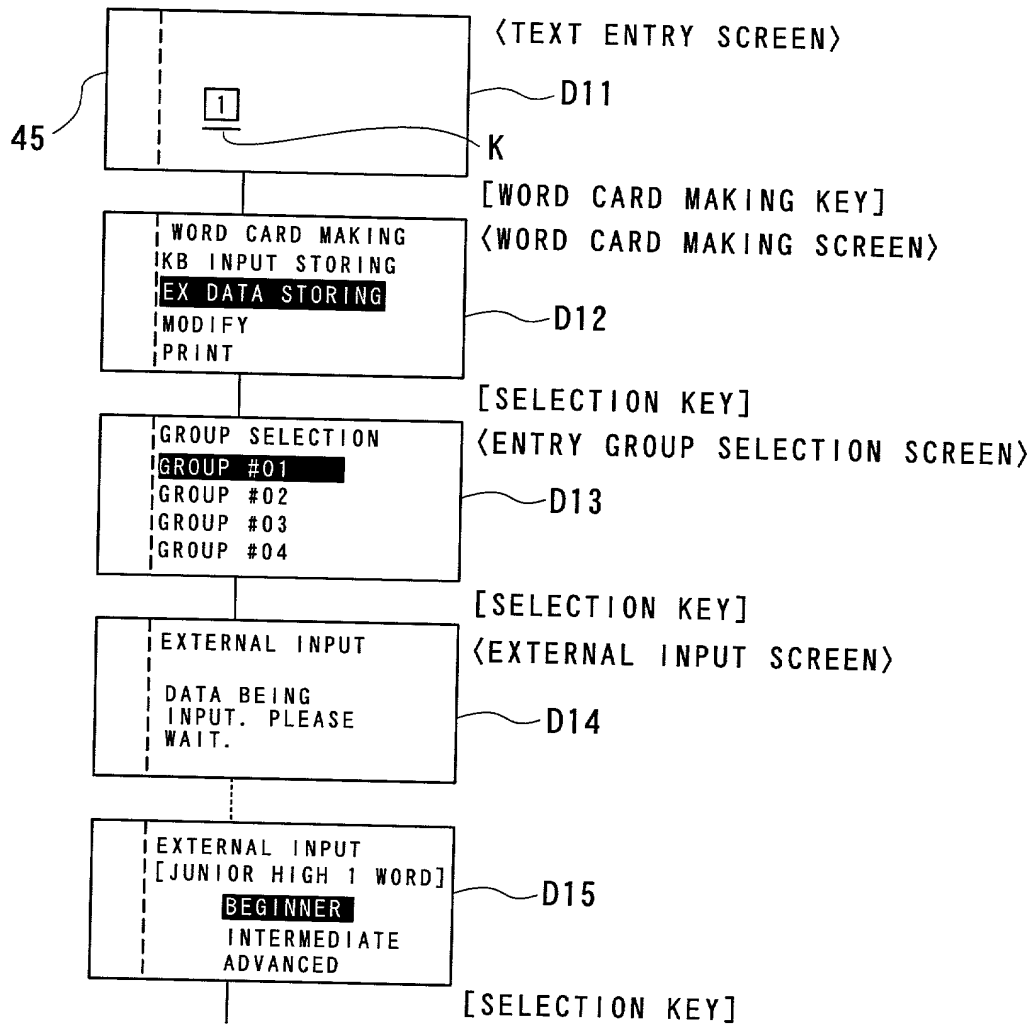 〈TEXT ENTRY SCREEN〉
D11
1
45
K
[WORD CARD MAKING KEY]
〈WORD CARD MAKING SCREEN〉
WORD CARD MAKING
KB INPUT STORING
EX DATA STORING
D12
MODIFY
PRINT
[SELECTION KEY]
〈ENTRY GROUP SELECTION SCREEN〉
GROUP SELECTION
GROUP #01
GROUP #02
D13
GROUP #03
GROUP #04
[SELECTION KEY]
〈EXTERNAL INPUT SCREEN〉
EXTERNAL INPUT
DATA BEING
INPUT. PLEASE
WAIT.
D14
EXTERNAL INPUT
[JUNIOR HIGH 1 WORD]
D15
BEGINNER
INTERMEDIATE
ADVANCED
[SELECTION KEY]